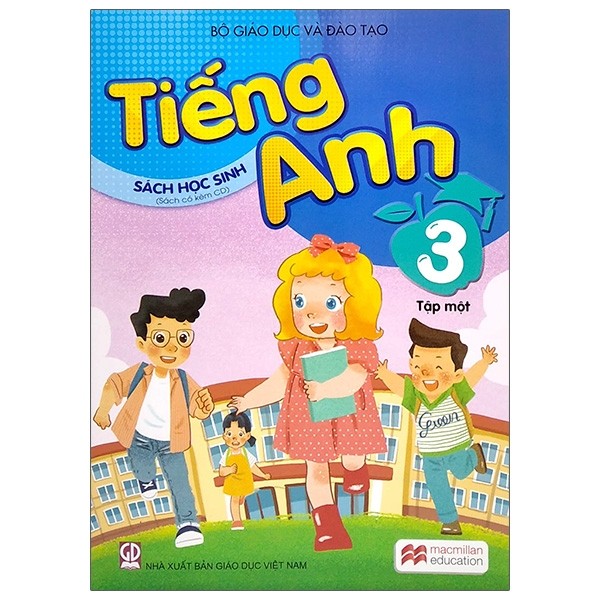 BỘ GIÁO DỤC VÀ ĐÀO TẠO
Tiếng
Anh
SÁCH HỌC SINH
(Sách có kèm CD)
3
Tập một
Green
GD
NHÀ XUẤT BẢN GIÁO DỤC VIỆT NAM
macmillan
education